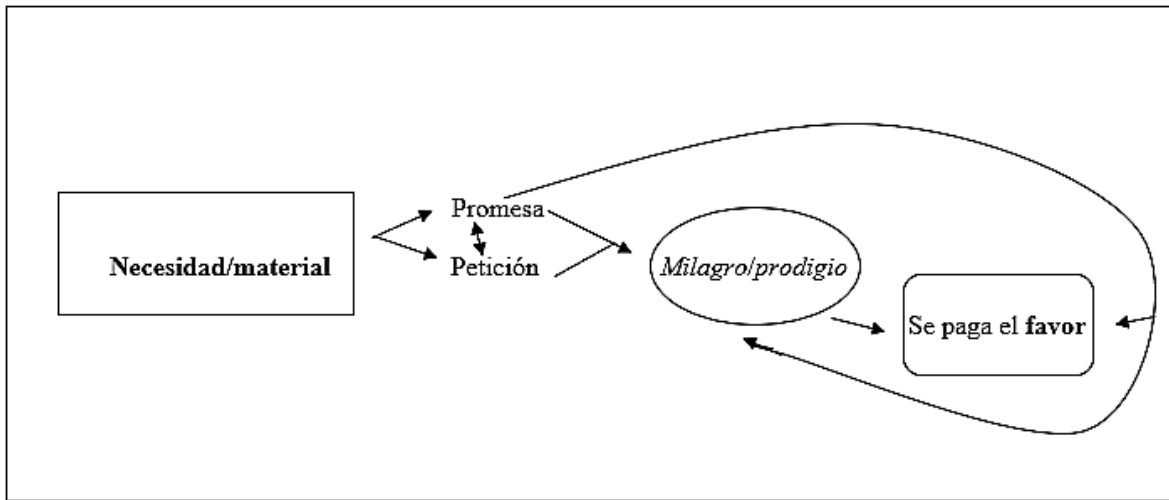 Promesa
Necesidad/material
Petición
Milagro/prodigio
Se paga el favor